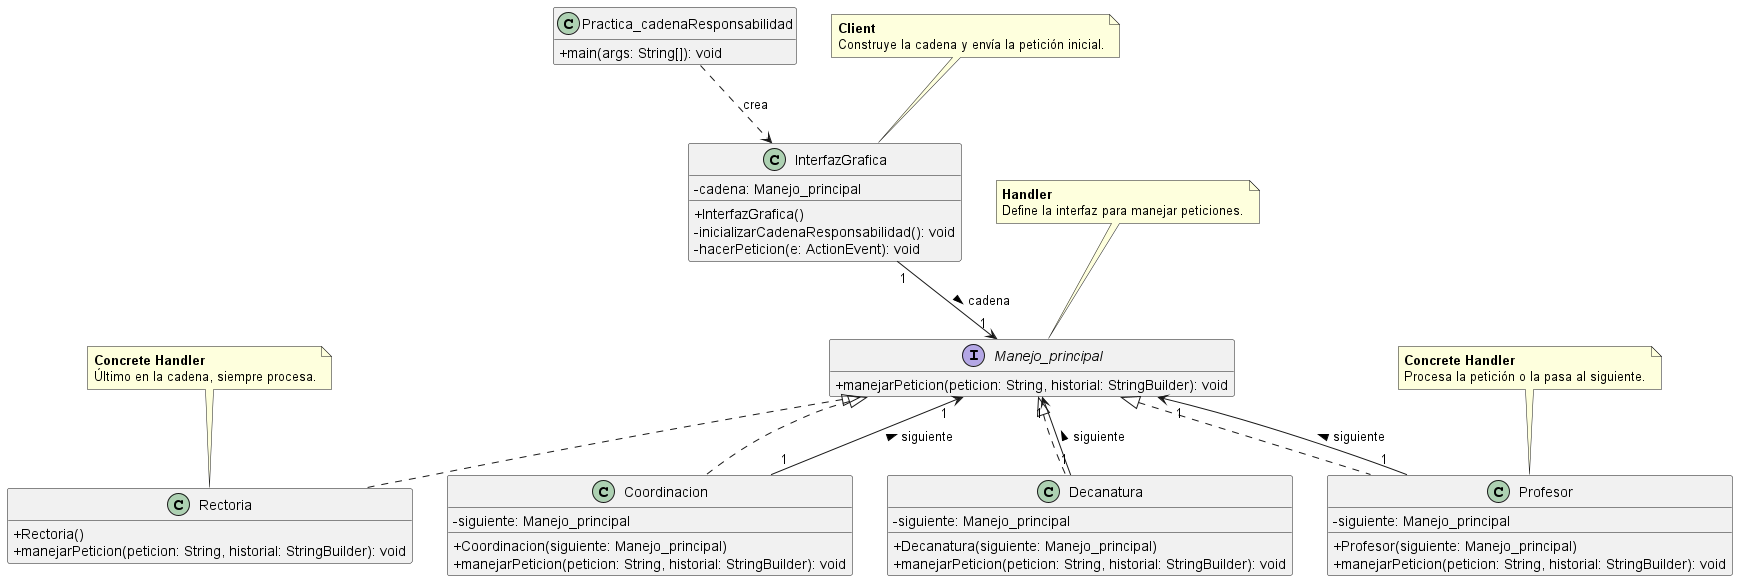 C Practica_cadenaResponsabilidad
+main(args: String[]): void
Client
Construye la cadena y envía la petición inicial.
crea
C InterfazGrafica
-cadena: Manejo_principal
+InterfazGrafica()
-inicializarCadenaResponsabilidad(): void
-hacerPeticion(e: ActionEvent): void
Handler
Define la interfaz para manejar peticiones.
1
cadena
1
I Manejo_principal
+manejarPeticion(peticion: String, historial: StringBuilder): void
Concrete Handler
Último en la cadena, siempre procesa.
Concrete Handler
Procesa la petición o la pasa al siguiente.
1
1
1
siguiente
siguiente
siguiente
1
1
1
C Rectoria
+Rectoria()
+manejarPeticion(peticion: String, historial: StringBuilder): void
C Coordinacion
-siguiente: Manejo_principal
+Coordinacion(siguiente: Manejo_principal)
+manejarPeticion(peticion: String, historial: StringBuilder): void
C Decanatura
-siguiente: Manejo_principal
+Decanatura(siguiente: Manejo_principal)
+manejarPeticion(peticion: String, historial: StringBuilder): void
C Profesor
-siguiente: Manejo_principal
+Profesor(siguiente: Manejo_principal)
+manejarPeticion(peticion: String, historial: StringBuilder): void